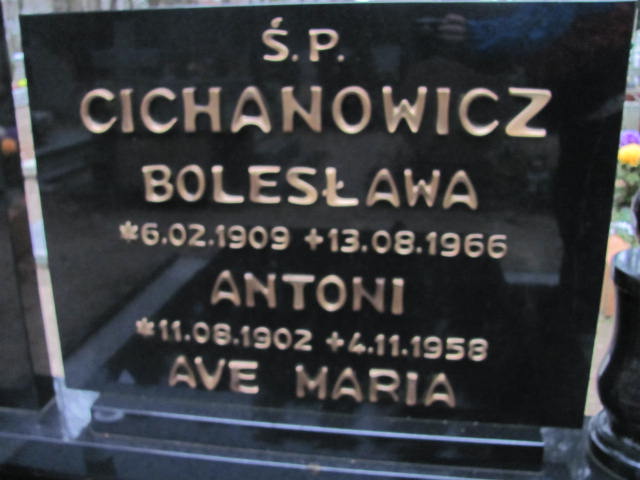 Ś.P.
CICHANOWICZ
BOLESŁAWA
*6.02.1909 +13.08.1966
ANTONI
*11.08.1902 +4.11.1958
AVE MARIA